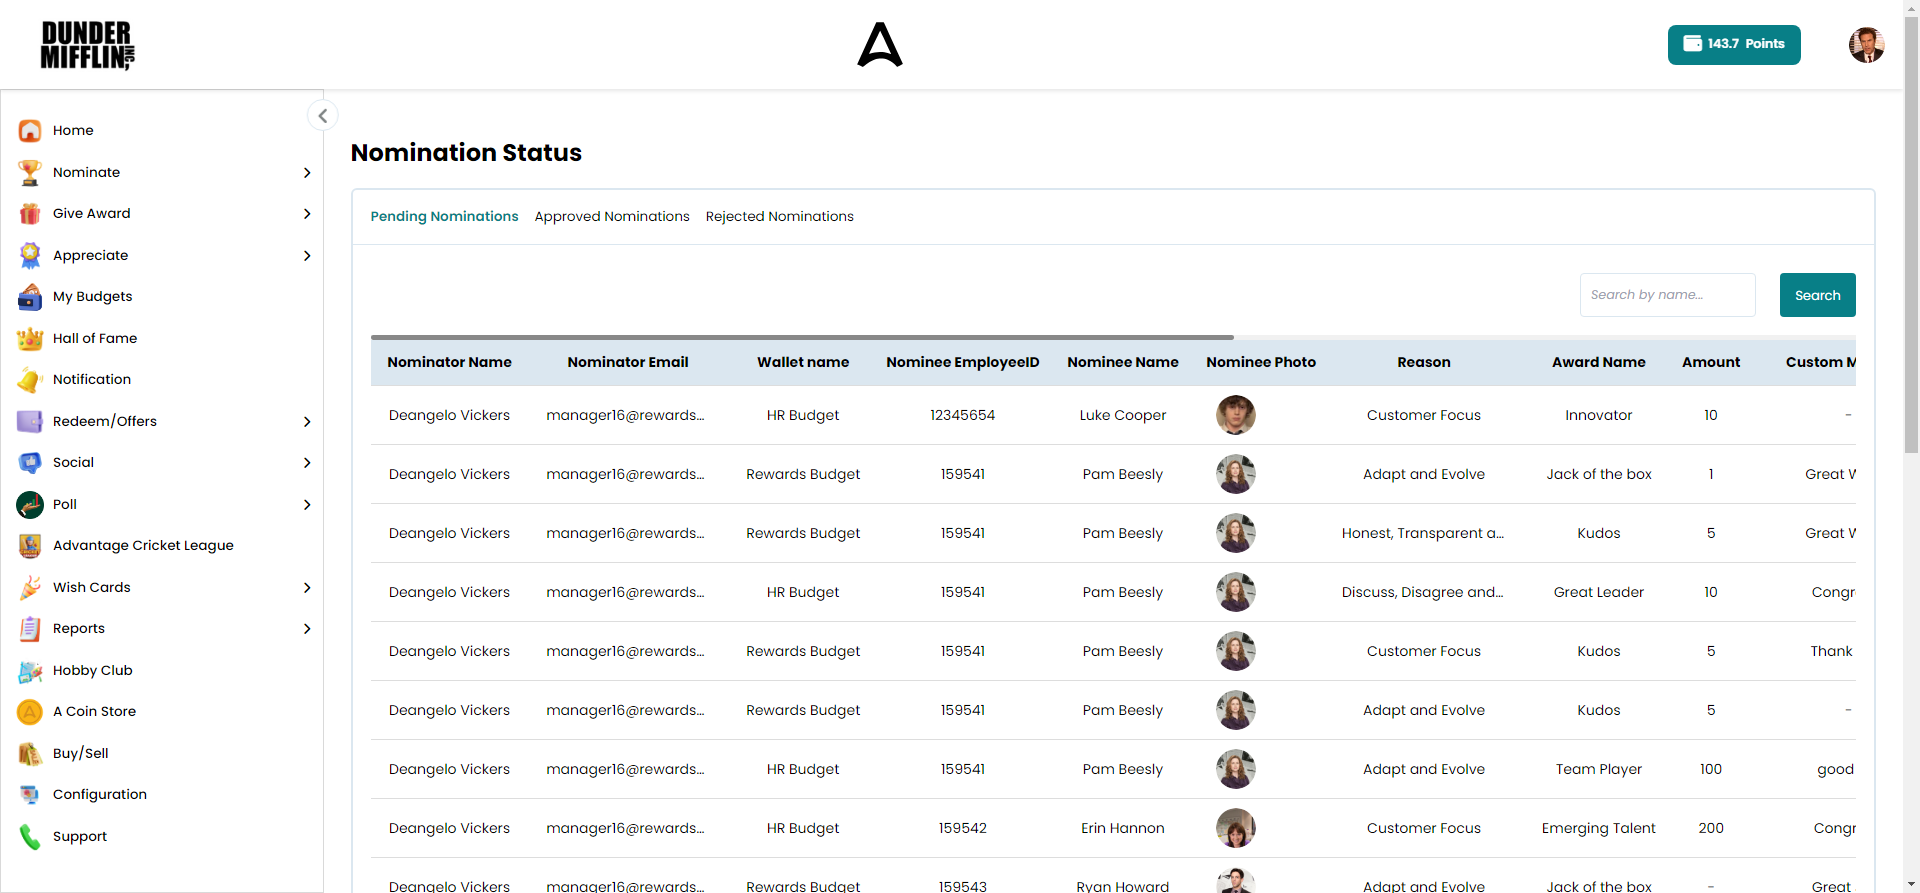 DUNDER
MIFFLIN, INC
143.7 Points
Home
Nominate
Give Award
Appreciate
My Budgets
Hall of Fame
Notification
Redeem/Offers
Social
Poll
Advantage Cricket League
Wish Cards
Reports
Hobby Club
A Coin Store
Buy/Sell
Configuration
Support
Nomination Status
Pending Nominations Approved Nominations Rejected Nominations
Search by name... Search
Nominator Name Nominator Email Wallet name Nominee EmployeeID Nominee Name Nominee Photo Reason Award Name Amount Custom M
Deangelo Vickers manager16@rewards... HR Budget 12345654 Luke Cooper Customer Focus Innovator 10 -
Deangelo Vickers manager16@rewards... Rewards Budget 159541 Pam Beesly Adapt and Evolve Jack of the box 1 Great W
Deangelo Vickers manager16@rewards... Rewards Budget 159541 Pam Beesly Honest, Transparent a... Kudos 5 Great W
Deangelo Vickers manager16@rewards... HR Budget 159541 Pam Beesly Discuss, Disagree and... Great Leader 10 Congr
Deangelo Vickers manager16@rewards... Rewards Budget 159541 Pam Beesly Customer Focus Kudos 5 Thank
Deangelo Vickers manager16@rewards... Rewards Budget 159541 Pam Beesly Adapt and Evolve Kudos 5 -
Deangelo Vickers manager16@rewards... HR Budget 159541 Pam Beesly Adapt and Evolve Team Player 100 good
Deangelo Vickers manager16@rewards... HR Budget 159542 Erin Hannon Customer Focus Emerging Talent 200 Congr
Deangelo Vickers manager16@rewards... Rewards Budget 159543 Ryan Howard Adapt and Evolve Jack of the box - Great